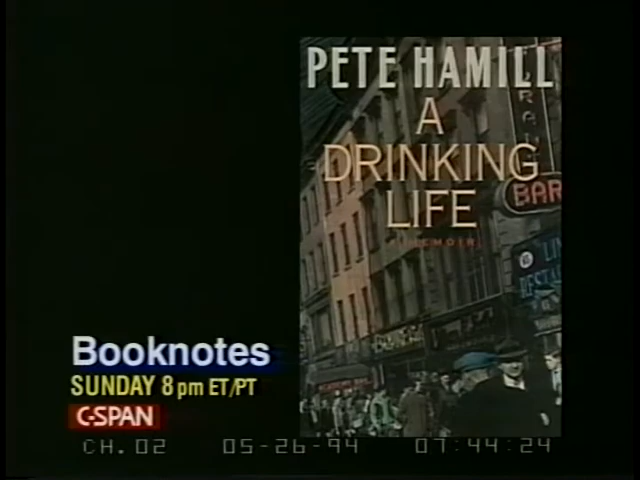 PETE HAMILL
A
DRINKING
LIFE
A MEMOIR
BAR
Booknotes
SUNDAY 8 pm ET/PT
C-SPAN
CH. 02 05-26-94 07:44:24